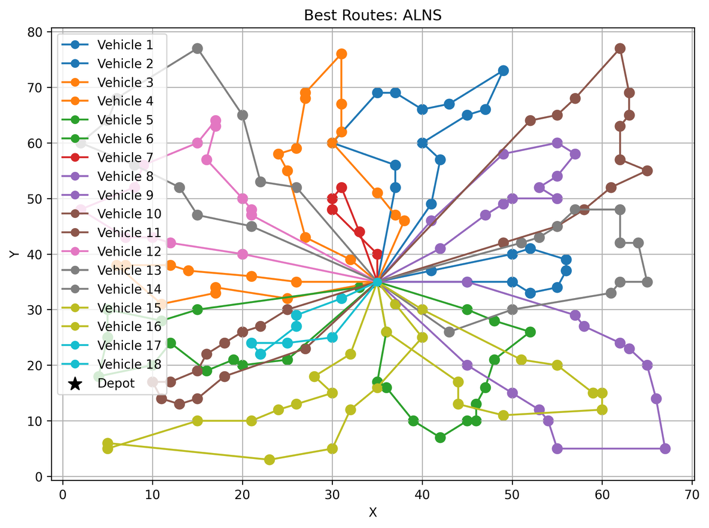 Best Routes: ALNS
80
70
60
50
40
30
20
10
0
Y
Vehicle 1
Vehicle 2
Vehicle 3
Vehicle 4
Vehicle 5
Vehicle 6
Vehicle 7
Vehicle 8
Vehicle 9
Vehicle 10
Vehicle 11
Vehicle 12
Vehicle 13
Vehicle 14
Vehicle 15
Vehicle 16
Vehicle 17
Vehicle 18
Depot
0 10 20 30 40 50 60 70
X